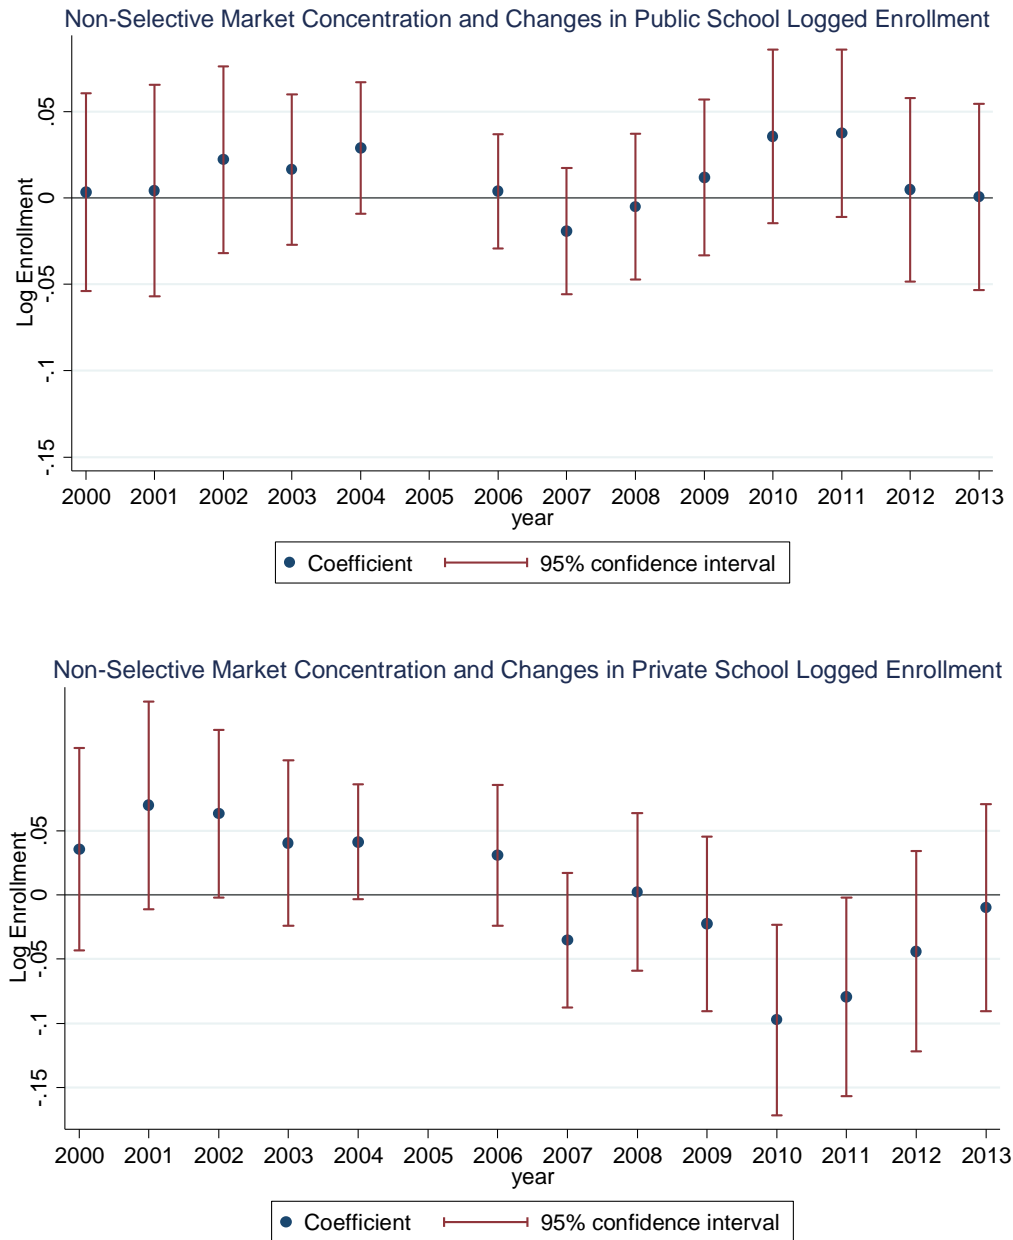 Non-Selective Market Concentration and Changes in Public School Logged Enrollment
Log Enrollment
.05
0
-.05
-.1
-.15
2000 2001 2002 2003 2004 2005 2006 2007 2008 2009 2010 2011 2012 2013
year
Coefficient 95% confidence interval
Non-Selective Market Concentration and Changes in Private School Logged Enrollment
Log Enrollment
.05
0
-.05
-.1
-.15
2000 2001 2002 2003 2004 2005 2006 2007 2008 2009 2010 2011 2012 2013
year
Coefficient 95% confidence interval